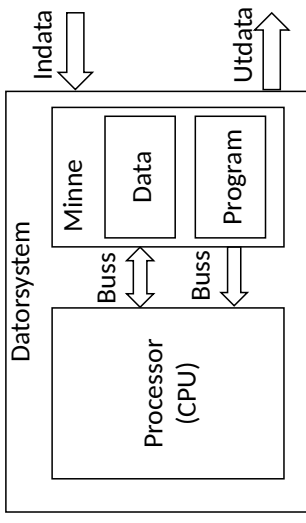 Datorsystem
Processor
(CPU)
Buss
Buss
Minne
Data
Program
Indata
Utdata